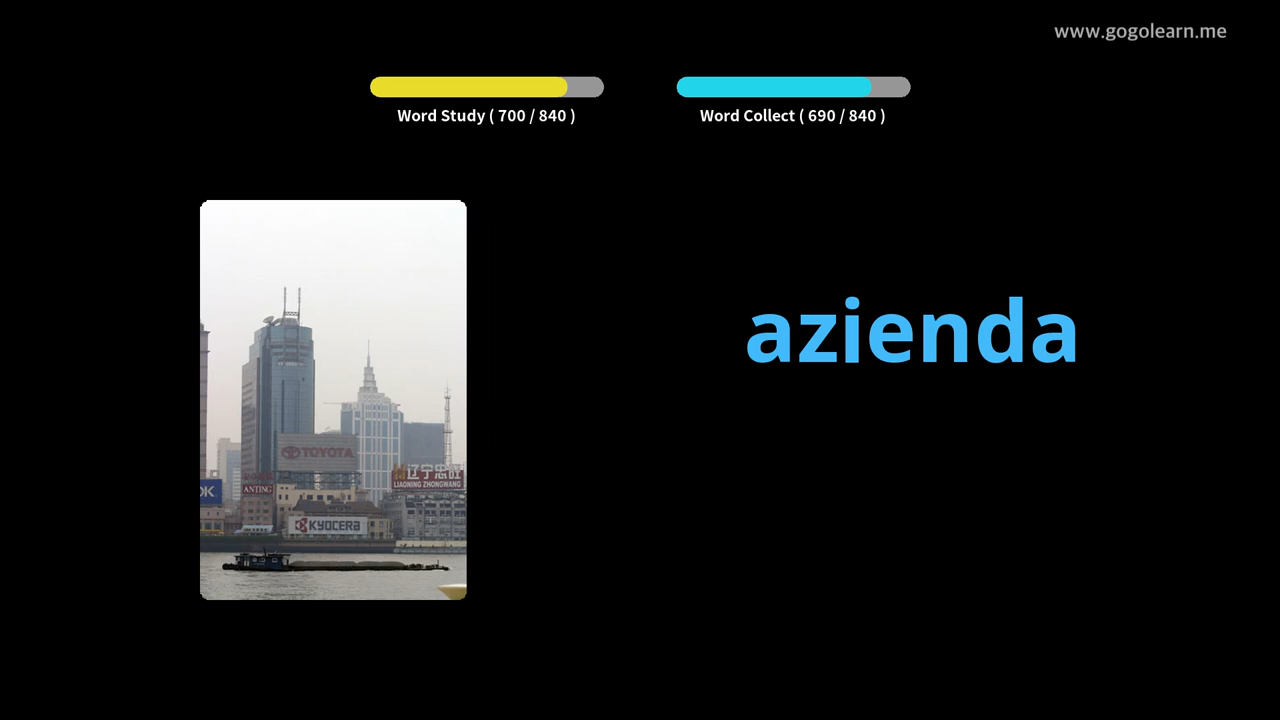 www.gogolearn.me
Word Study ( 700 / 840 )
Word Collect ( 690 / 840 )
azienda
TOYOTA
辽宁忠旺
LIAONING ZHONGWANG
OK
ANTING
KYOCERA